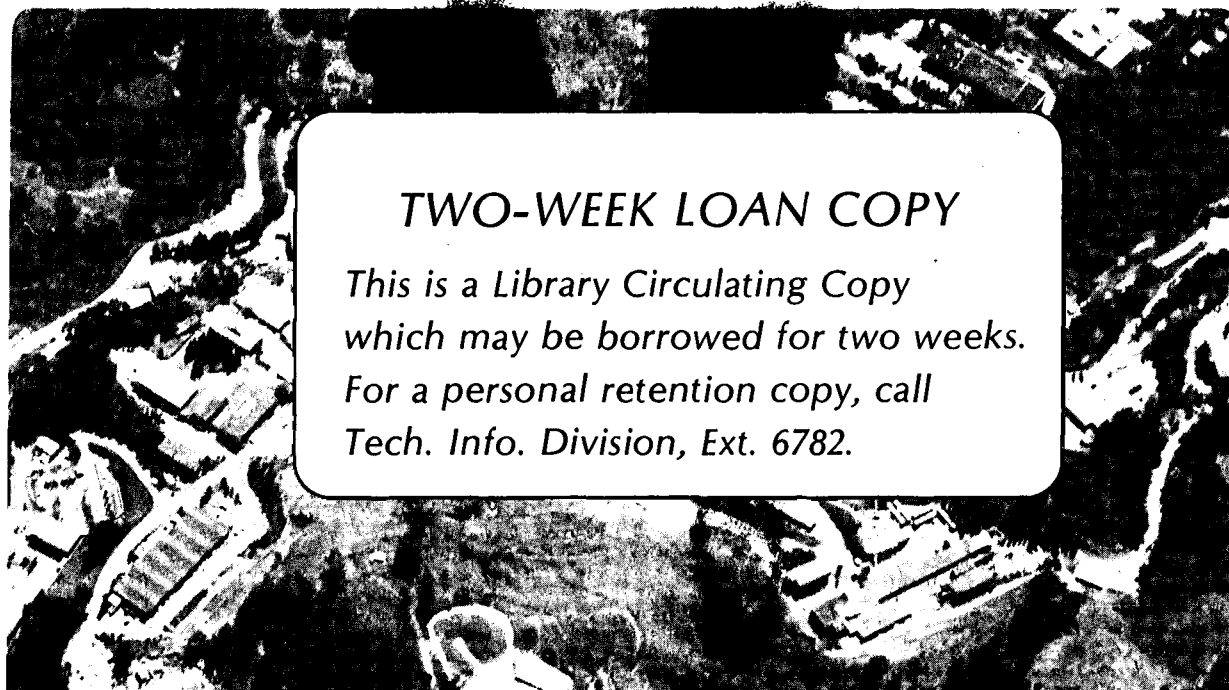 TWO-WEEK LOAN COPY
This is a Library Circulating Copy
which may be borrowed for two weeks.
For a personal retention copy, call
Tech. Info. Division, Ext. 6782.